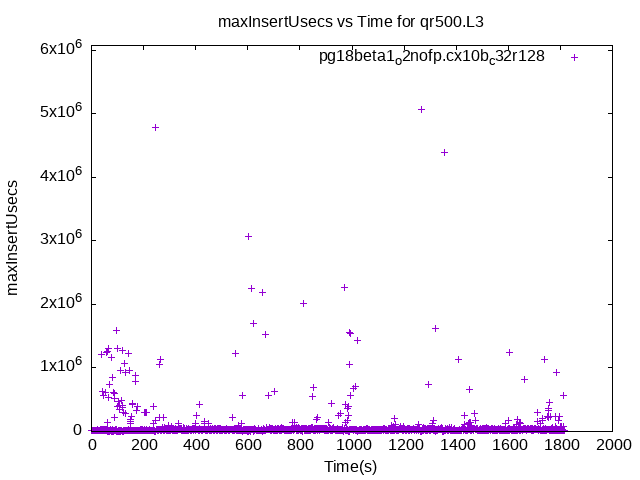 maxInsertUsecs vs Time for qr500.L3
pg18beta1_o2nofp.cx10b_c32r128
6x10^6
5x10^6
4x10^6
3x10^6
2x10^6
1x10^6
0
maxInsertUsecs
0 200 400 600 800 1000 1200 1400 1600 1800 2000
Time(s)